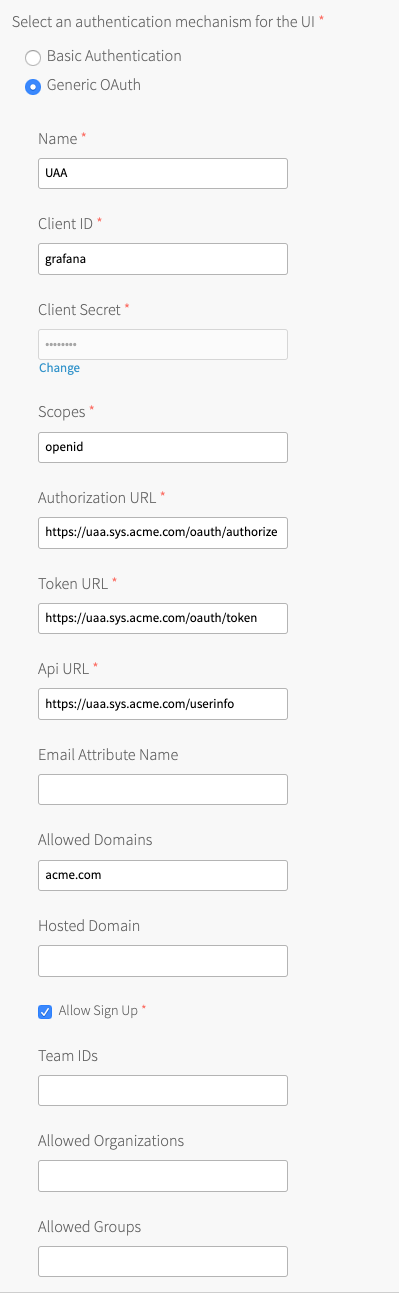 Select an authentication mechanism for the UI *
Basic Authentication
Generic OAuth
Name *
UAA
Client ID *
grafana
Client Secret *
••••••••
Change
Scopes *
openid
Authorization URL *
https://uaa.sys.acme.com/oauth/authorize
Token URL *
https://uaa.sys.acme.com/oauth/token
Api URL *
https://uaa.sys.acme.com/userinfo
Email Attribute Name
Allowed Domains
acme.com
Hosted Domain
Allow Sign Up *
Team IDs
Allowed Organizations
Allowed Groups